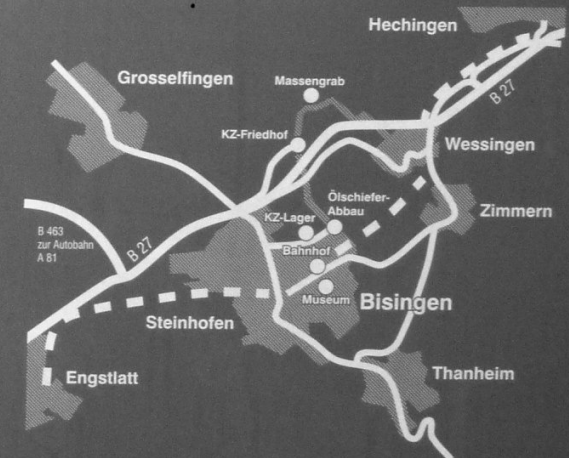 Hechingen
Grosselfingen
Massengrab
B 27
KZ-Friedhof
Wessingen
Ölschiefer-
Abbau
KZ-Lager
Zimmern
B 463
zur Autobahn
A 81
B 27
Bahnhof
Museum
Bisingen
Steinhofen
Engstlatt
Thanheim